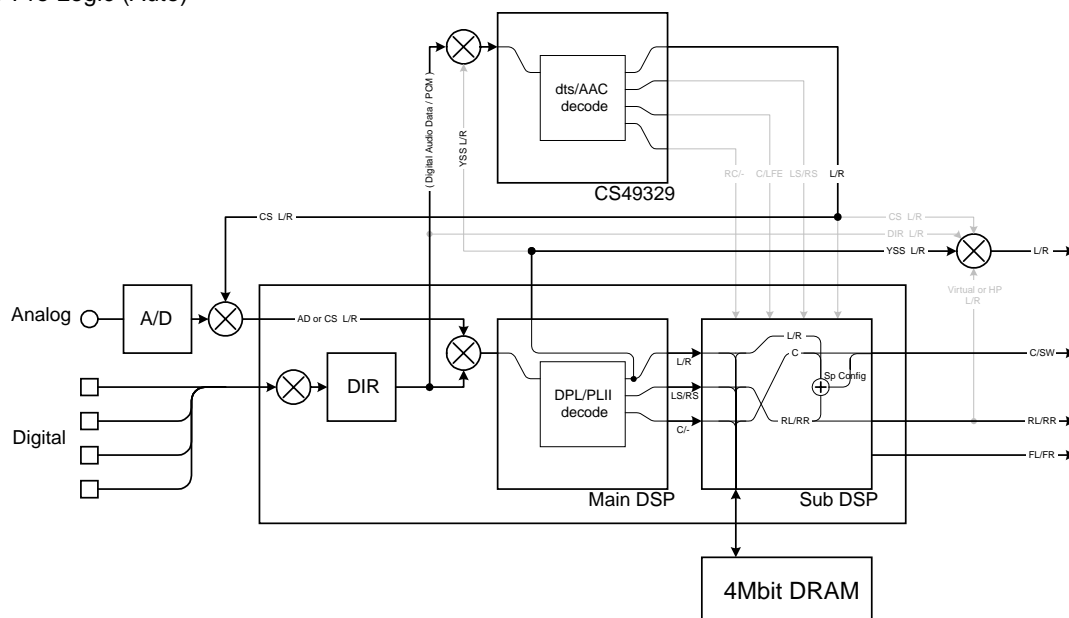 Pro Logic (Auto)
dts/AAC
decode
CS49329
( Digital Audio Data / PCM )
YSS L/R
RC/-
C/LFE
LS/RS
L/R
CS L/R
CS L/R
DIR L/R
YSS L/R
L/R
Virtual or HP
L/R
Analog
A/D
AD or CS L/R
DIR
Digital
DPL/PLII
decode
Main DSP
L/R
LS/RS
C/-
L/R
C
Sp Config
RL/RR
Sub DSP
C/SW
RL/RR
FL/FR
4Mbit DRAM